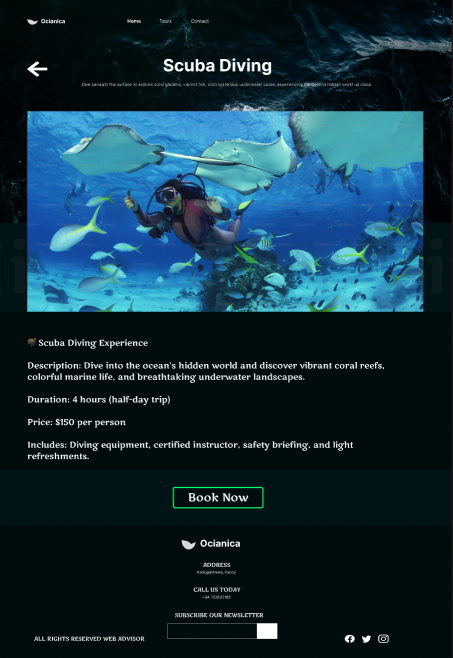 Ocianica
Home Tours Contact
Scuba Diving
Dive beneath the surface to explore coral gardens, vibrant fish, and mysterious underwater caves, experiencing the ocean's hidden world up close.
Scuba Diving Experience
Description: Dive into the ocean's hidden world and discover vibrant coral reefs,
colorful marine life, and breathtaking underwater landscapes.
Duration: 4 hours (half-day trip)
Price: $150 per person
Includes: Diving equipment, certified instructor, safety briefing, and light
refreshments.
Book Now
Ocianica
ADDRESS
Kadugannawa, Kandy
CALL US TODAY
SUBSCRIBE OUR NEWSLETTER
ALL RIGHTS RESERVED WEB ADVISOR